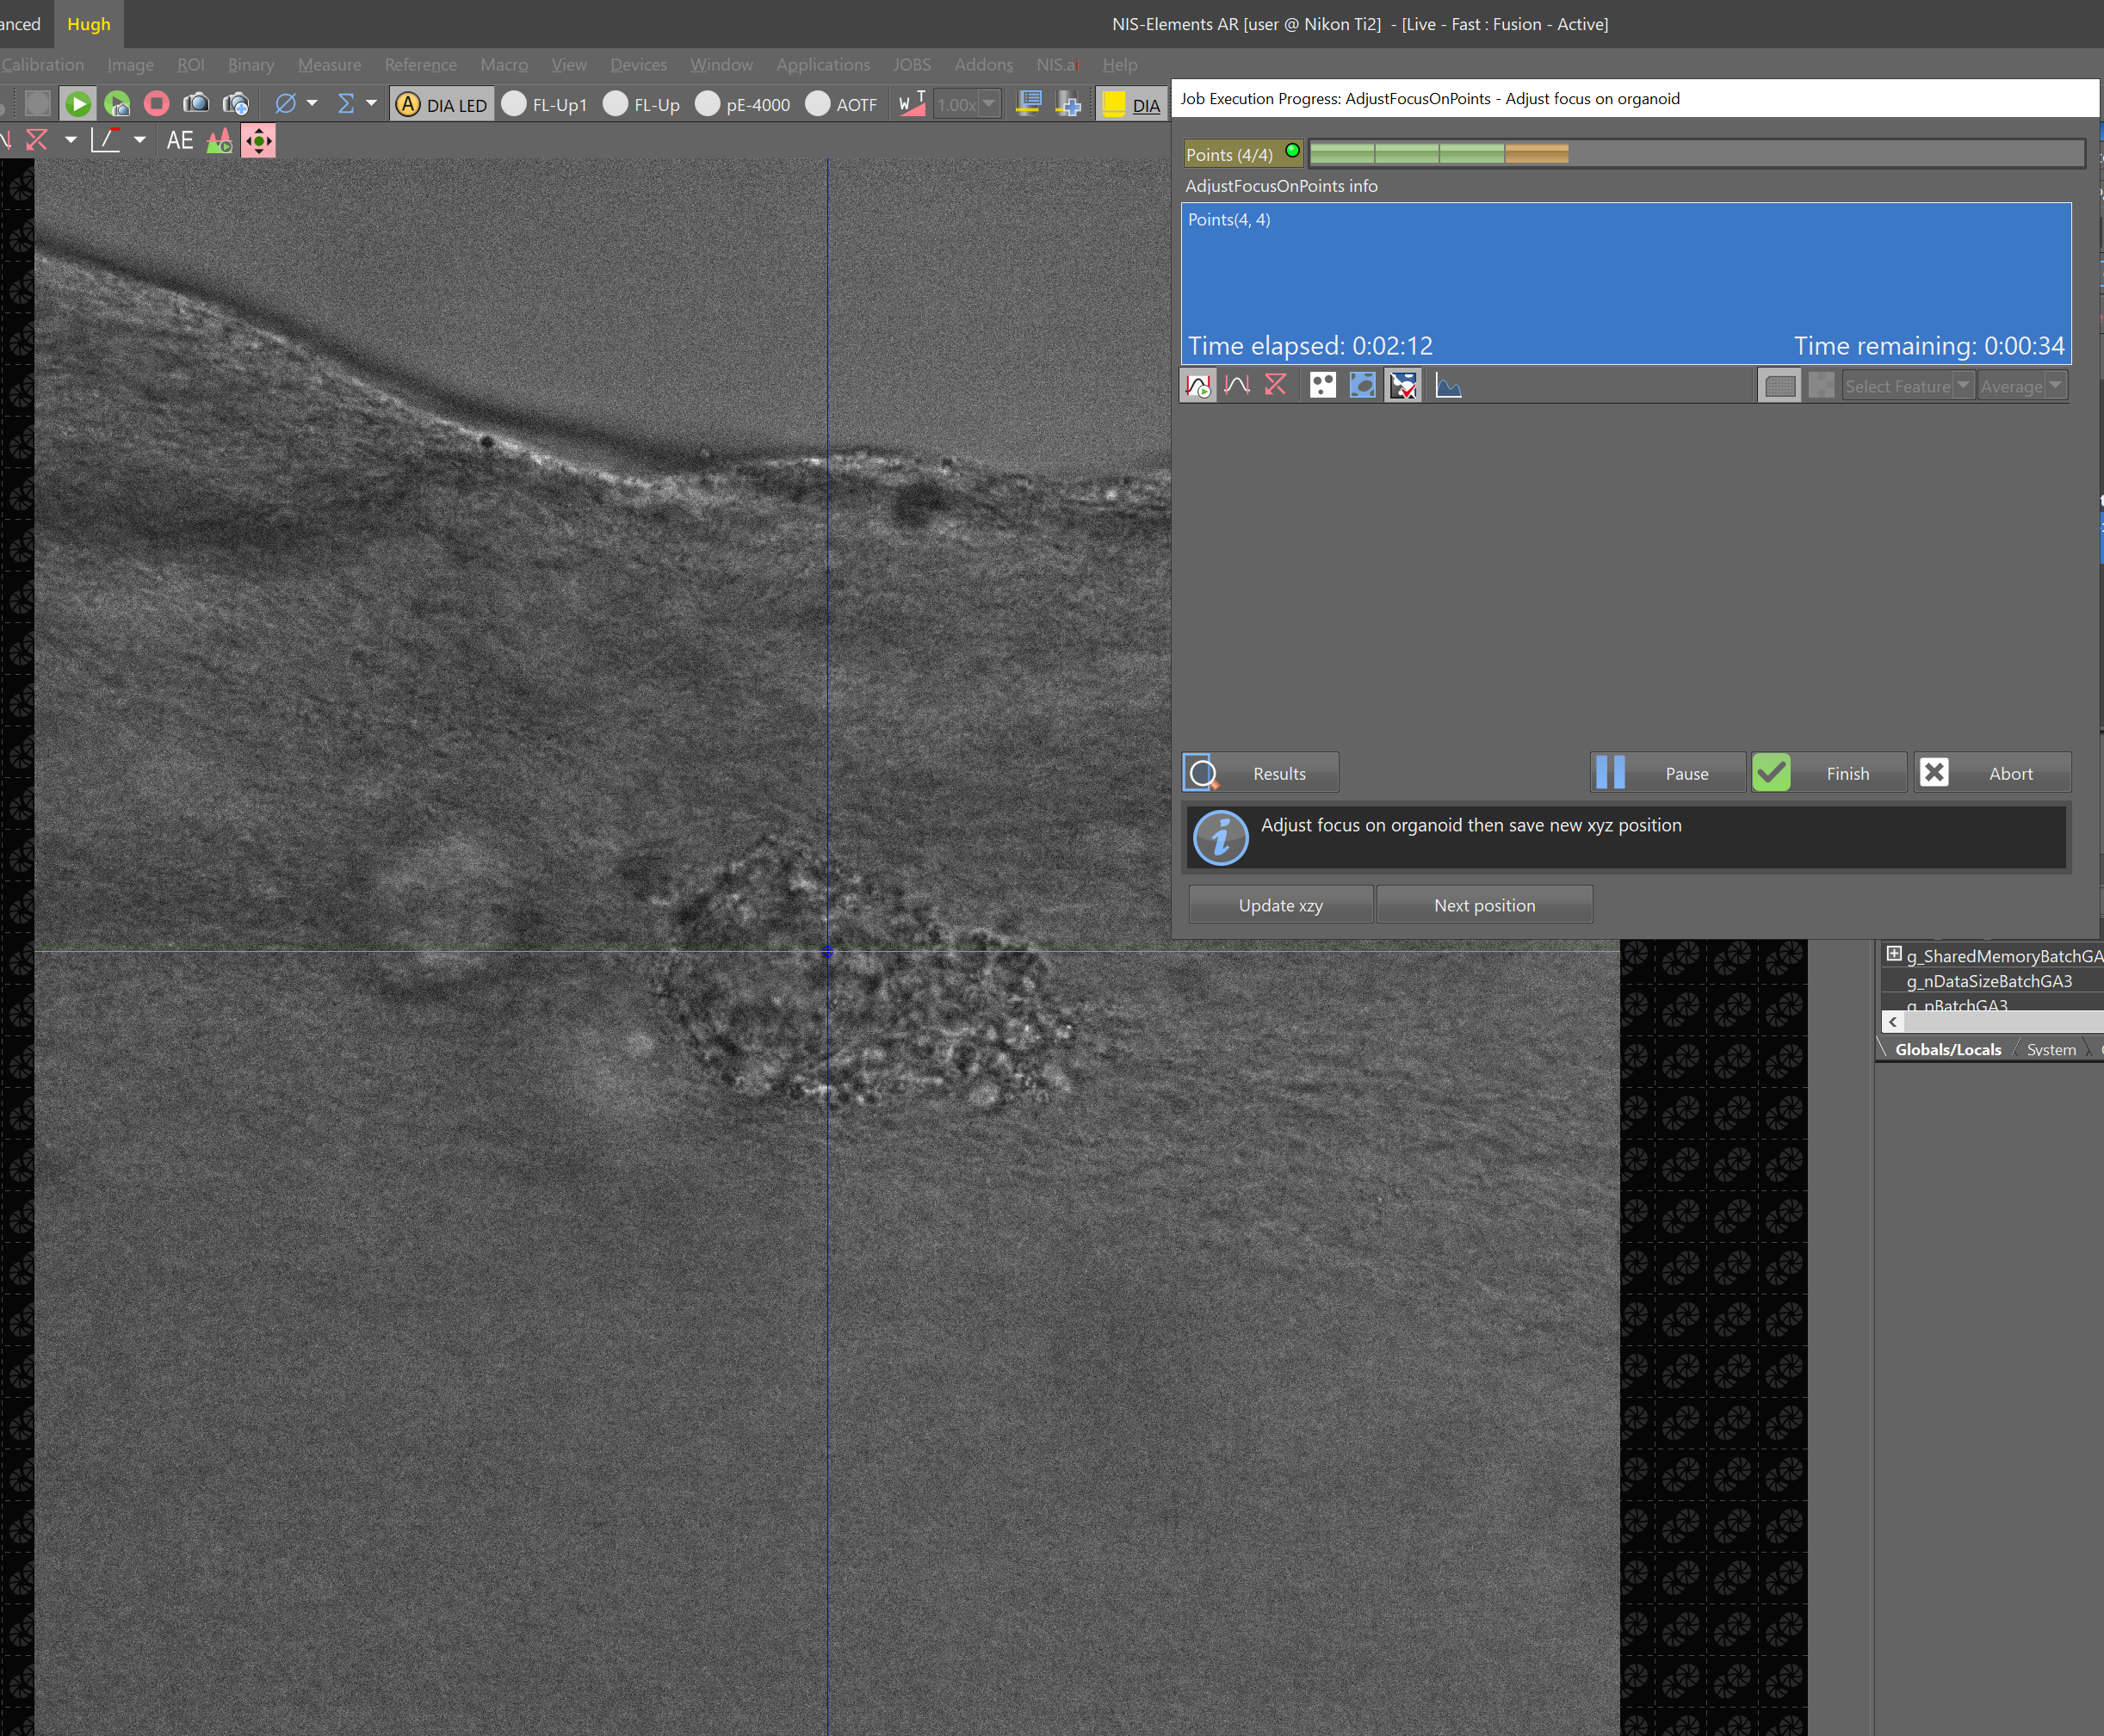 anced Hugh NIS-Elements AR [user @ Nikon Ti2] - [Live - Fast : Fusion - Active]
Calibration Image ROI Binary Measure Reference Macro View Devices Window Applications JOBS Addons NIS.ai Help
A DIA LED FL-Up1 FL-Up pE-4000 AOTF W T 1.00x DIA
AE
Job Execution Progress: AdjustFocusOnPoints - Adjust focus on organoid
Points (4/4)
AdjustFocusOnPoints info
Points(4, 4)
Time elapsed: 0:02:12 Time remaining: 0:00:34
Select Feature Average
Results Pause Finish Abort
Adjust focus on organoid then save new xyz position
Update xzy Next position
g_SharedMemoryBatchGA
g_nDataSizeBatchGA3
g_pBatchGA3
Globals/Locals System